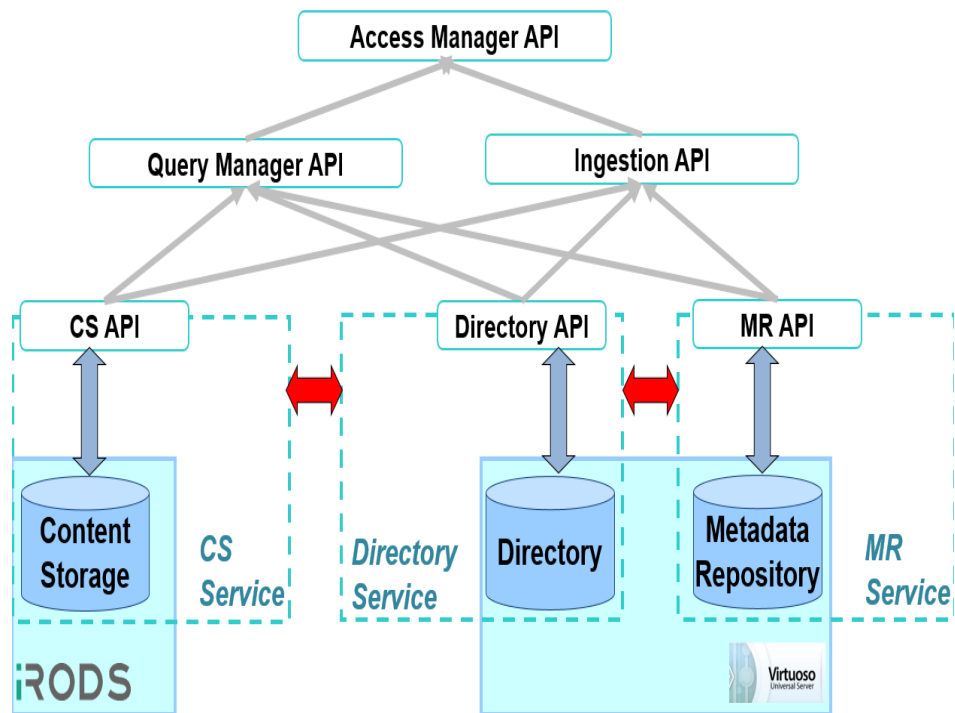 Access Manager API
Query Manager API
Ingestion API
CS API
Directory API
MR API
Content
Storage
CS
Service
Directory
Service
Directory
Metadata
Repository
MR
Service
iRODS
Virtuoso
Universal Server